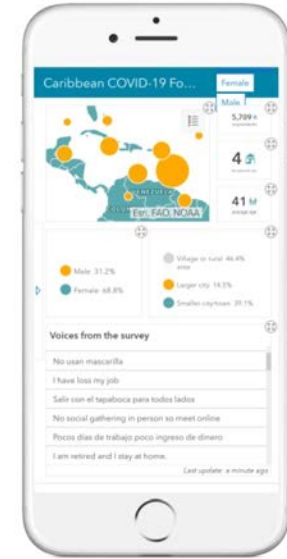 Caribbean COVID-19 Fo...
Female
Male
5,709
VENEZUELA
Esri, FAO, NOAA
4
41
average age
Male 31.2%
Female 68.8%
Village or rural 46.4%
area
Larger city 14.5%
Smaller city/town 39.1%
Voices from the survey
No usan mascarilla
I have loss my job
Salir con el tapaboca para todos lados
No social gathering in person so meet online
Pocos días de trabajo poco ingreso de dinero
I am retired and I stay at home.
Last update: a minute ago